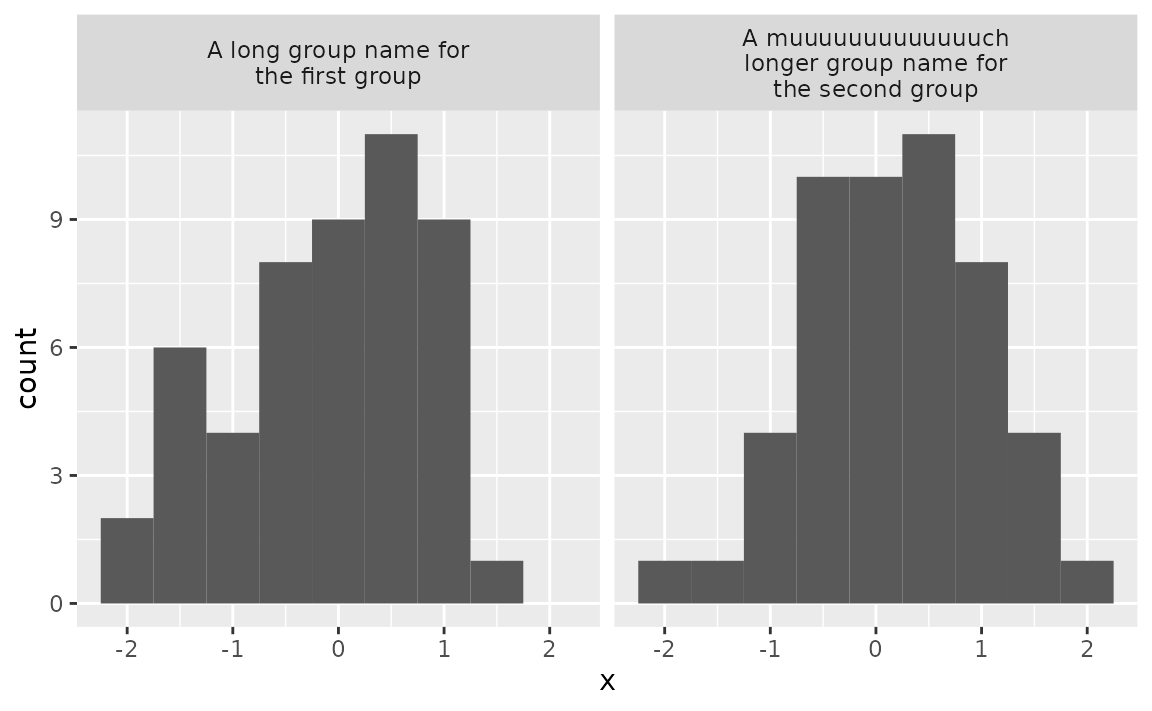 A long group name for
the first group
A muuuuuuuuuuuuuch
longer group name for
the second group
count
9
6
3
0
-2 -1 0 1 2
-2 -1 0 1 2
x